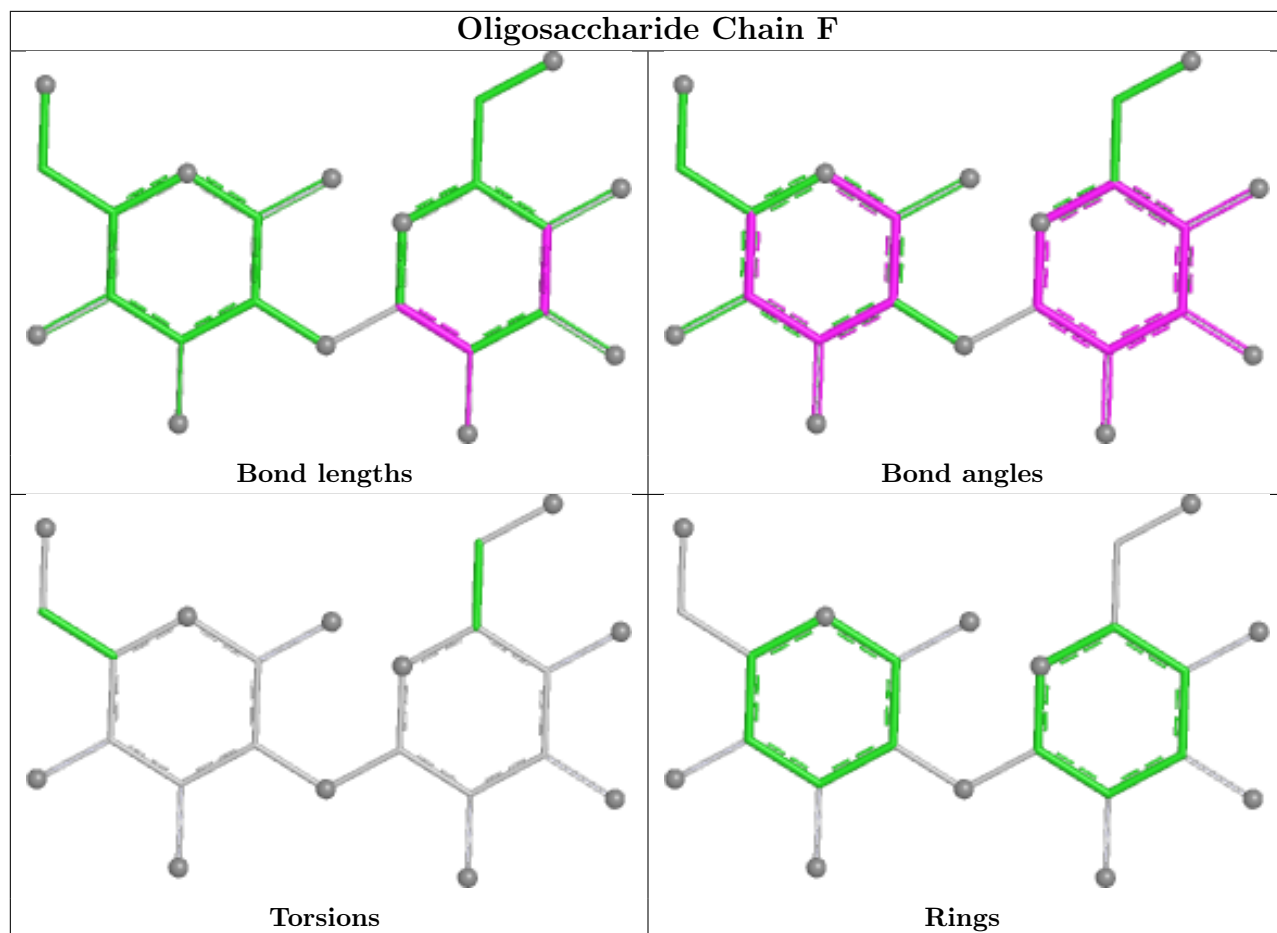 Oligosaccharide Chain F
Bond lengths
Bond angles
Torsions
Rings